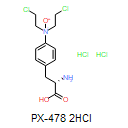 Cl
Cl
O-
N+
NH2
HCl
HCl
HO
O
PX-478 2HCl